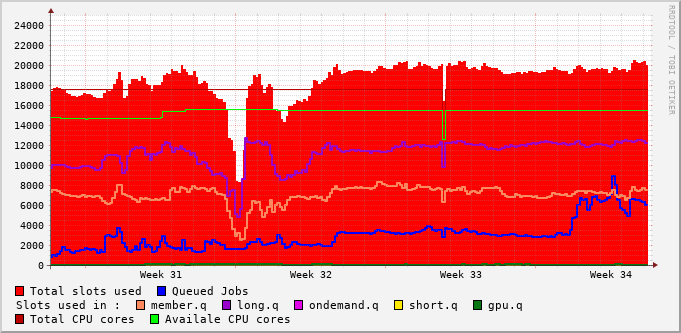 24000
22000
20000
18000
16000
14000
12000
10000
8000
6000
4000
2000
0
Week 31 Week 32 Week 33 Week 34
Total slots used Queued Jobs
Slots used in : member.q long.q ondemand.q short.q gpu.q
Total CPU cores Availale CPU cores
RRDTOOL / TOBI OETIKER